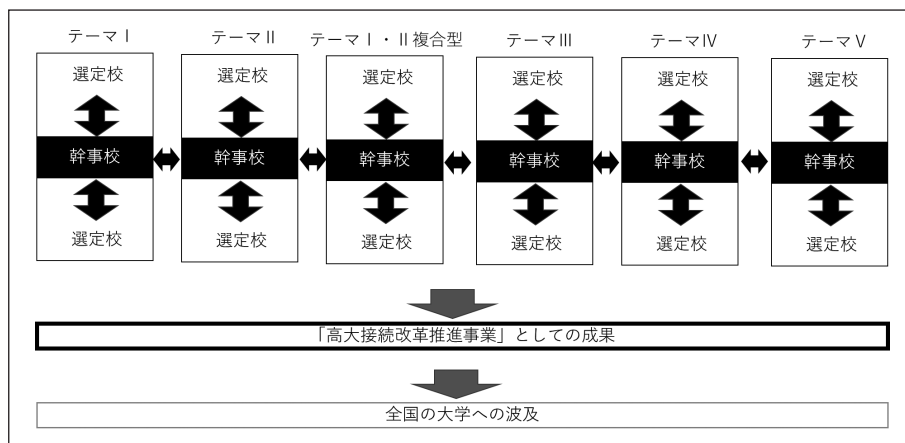 テーマⅠ テーマⅡ テーマⅠ・Ⅱ複合型 テーマⅢ テーマⅣ テーマⅤ
選定校 選定校 選定校 選定校 選定校 選定校
幹事校 幹事校 幹事校 幹事校 幹事校 幹事校
選定校 選定校 選定校 選定校 選定校 選定校
「高大接続改革推進事業」としての成果
全国の大学への波及